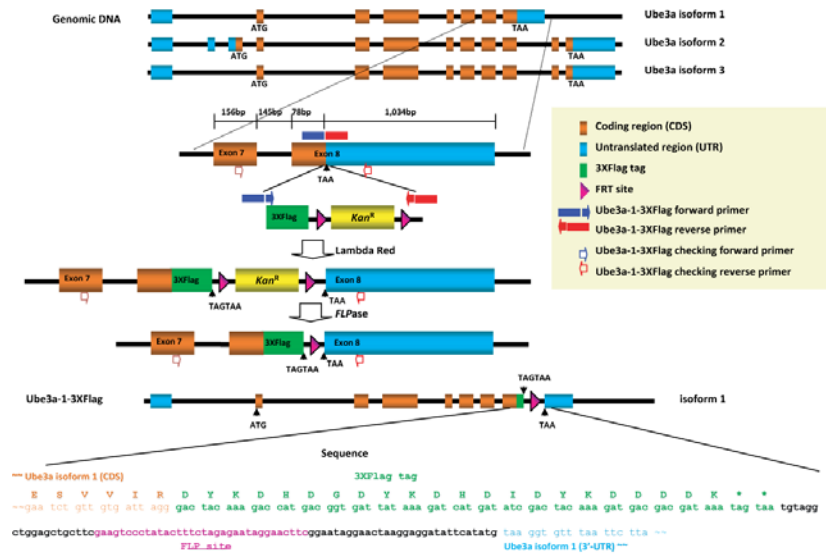 Genomic DNA
Ube3a isoform 1
ATG
TAA
Ube3a isoform 2
ATG
TAA
Ube3a isoform 3
ATG
TAA
156bp 145bp 78bp 1,034bp
Exon 7 Exon 8
TAA
3XFlag KanR
Lambda Red
Exon 7 3XFlag KanR Exon 8
TAGTAA TAA
FLPase
Exon 7 3XFlag Exon 8
TAGTAA TAA
Coding region (CDS)
Untranslated region (UTR)
3XFlag tag
FRT site
Ube3a-1-3XFlag forward primer
Ube3a-1-3XFlag reverse primer
Ube3a-1-3XFlag checking forward primer
Ube3a-1-3XFlag checking reverse primer
TAGTAA
Ube3a-1-3XFlag isoform 1
ATG TAA
Sequence
~~ Ube3a isoform 1 (CDS) 3XFlag tag
E S V V I R D Y K D H D G D Y K D H D I D Y K D D D D K * *
~~gaa tct gtt gtg att agg gac tac aaa gac cat gac ggt gat tat aaa gat cat gat atc gac tac aaa gat gac gat gac aaa tag taa tgtagg
ctggagctgcttcgaagtccctatactttctagagaataggaacttcggaataggaactaaggaggatattcatatg taa ggt gtt taa ttc tta ~~
FLP site Ube3a isoform 1 (3'-UTR) ~~